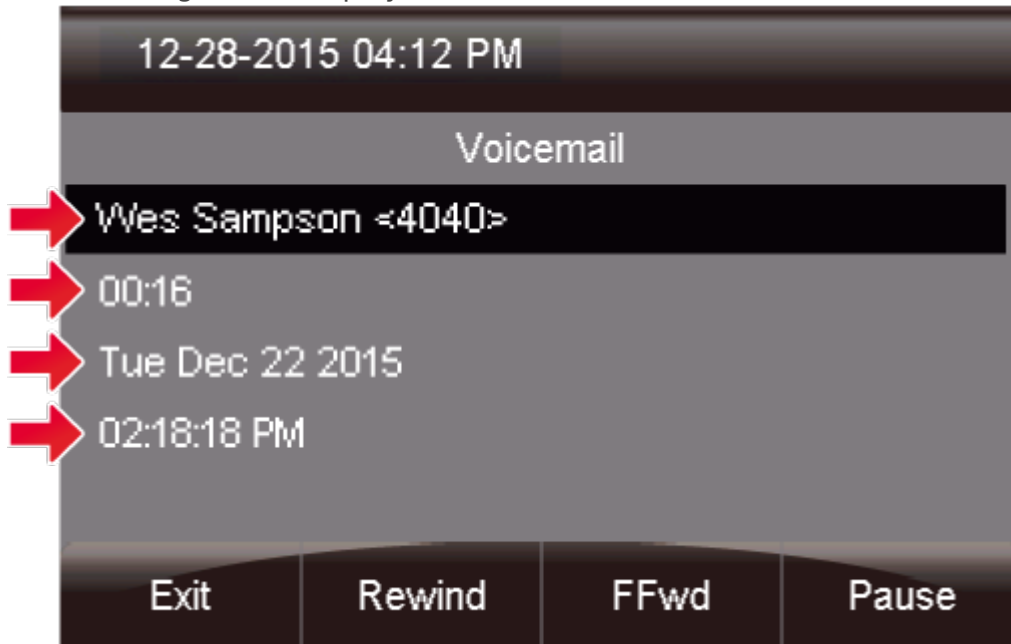 12-28-2015 04:12 PM
Voicemail
Wes Sampson <4040>
00:16
Tue Dec 22 2015
02:18:18 PM
Exit Rewind FFwd Pause